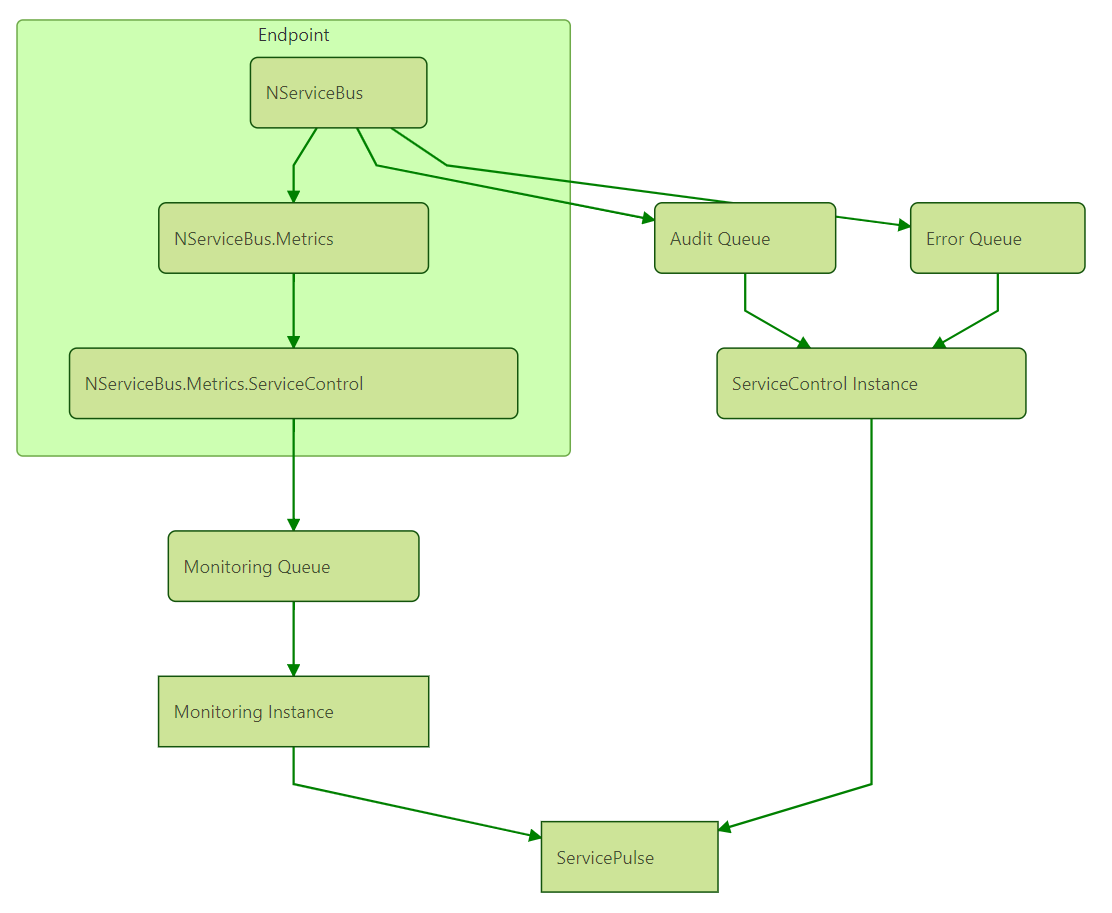 Endpoint
NServiceBus
NServiceBus.Metrics
Audit Queue
Error Queue
NServiceBus.Metrics.ServiceControl
ServiceControl Instance
Monitoring Queue
Monitoring Instance
ServicePulse